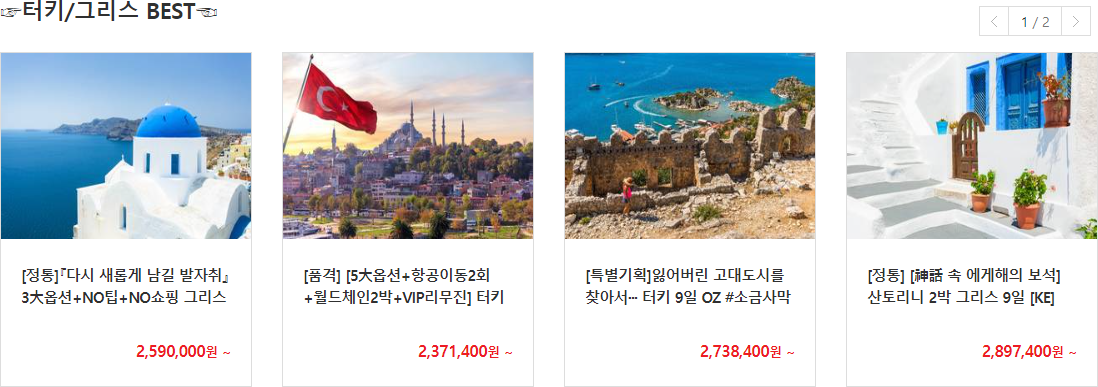 ☞터키/그리스 BEST☜
1 / 2
[정통]『다시 새롭게 남길 발자취』
3大옵션+NO팁+NO쇼핑 그리스
2,590,000원 ~
[품격] [5大옵션+항공이동2회
+월드체인2박+VIP리무진] 터키
2,371,400원 ~
[특별기획]잃어버린 고대도시를
찾아서… 터키 9일 OZ #소금사막
2,738,400원 ~
[정통] [神話 속 에게해의 보석]
산토리니 2박 그리스 9일 [KE]
2,897,400원 ~